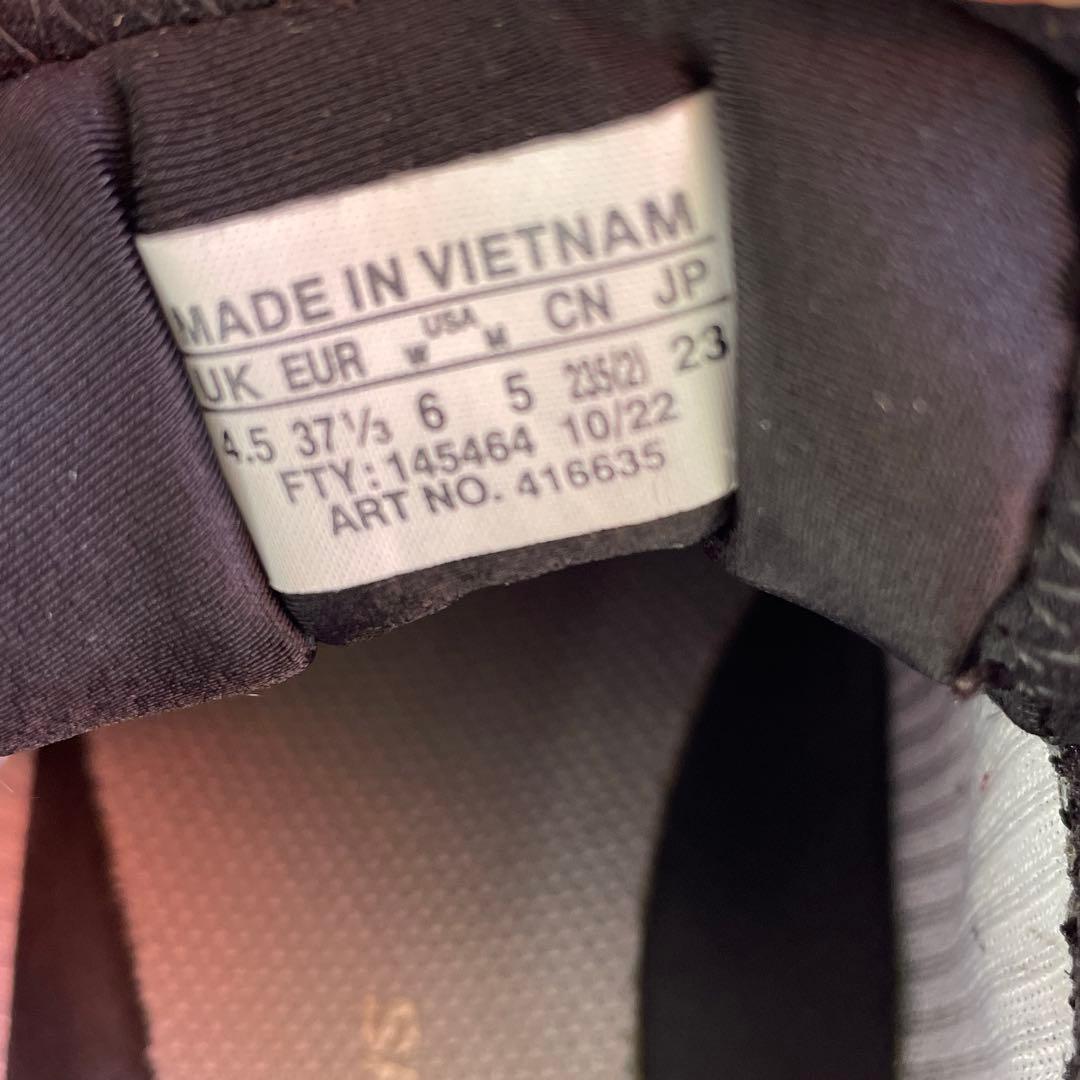 MADE IN VIETNAM
UK EUR USA W M CN JP
4.5 37⅓ 6 5 235(2) 23
FTY: 145464 10/22
ART NO. 416635